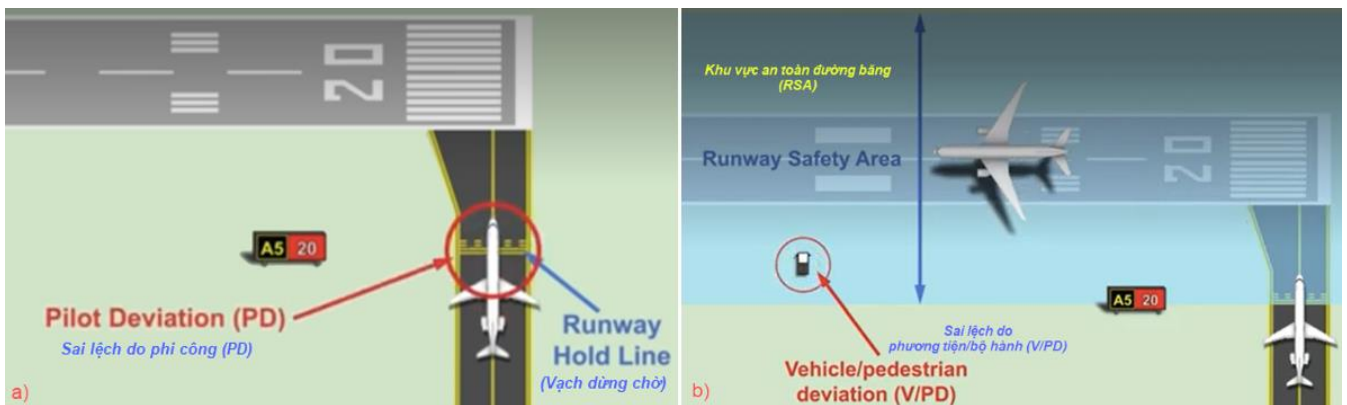 20
A5 20
Pilot Deviation (PD)
Sai lệch do phi công (PD)
Runway
Hold Line
(Vạch dừng chờ)
a)
Khu vực an toàn đường băng
(RSA)
Runway Safety Area
20
A5 20
Sai lệch do
phương tiện/bộ hành (V/PD)
Vehicle/pedestrian
deviation (V/PD)
b)